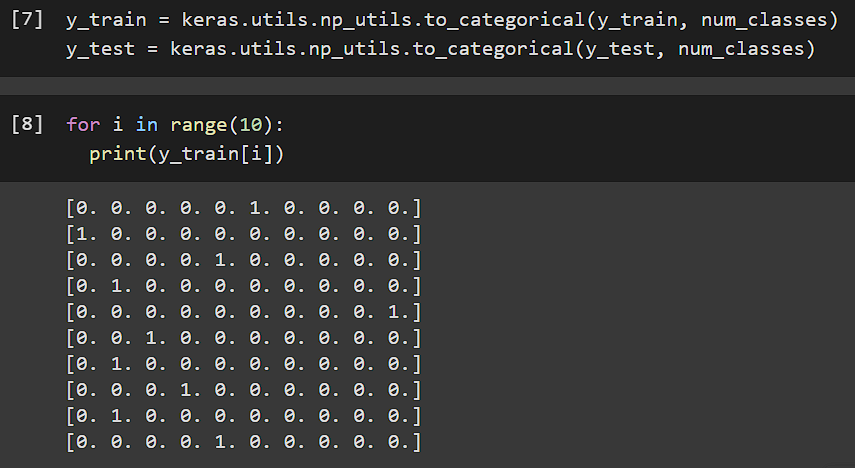 [7] y_train = keras.utils.np_utils.to_categorical(y_train, num_classes)
y_test = keras.utils.np_utils.to_categorical(y_test, num_classes)
[8] for i in range(10):
print(y_train[i])
[0. 0. 0. 0. 0. 1. 0. 0. 0. 0.]
[1. 0. 0. 0. 0. 0. 0. 0. 0. 0.]
[0. 0. 0. 0. 1. 0. 0. 0. 0. 0.]
[0. 1. 0. 0. 0. 0. 0. 0. 0. 0.]
[0. 0. 0. 0. 0. 0. 0. 0. 0. 1.]
[0. 0. 1. 0. 0. 0. 0. 0. 0. 0.]
[0. 1. 0. 0. 0. 0. 0. 0. 0. 0.]
[0. 0. 0. 1. 0. 0. 0. 0. 0. 0.]
[0. 1. 0. 0. 0. 0. 0. 0. 0. 0.]
[0. 0. 0. 0. 1. 0. 0. 0. 0. 0.]